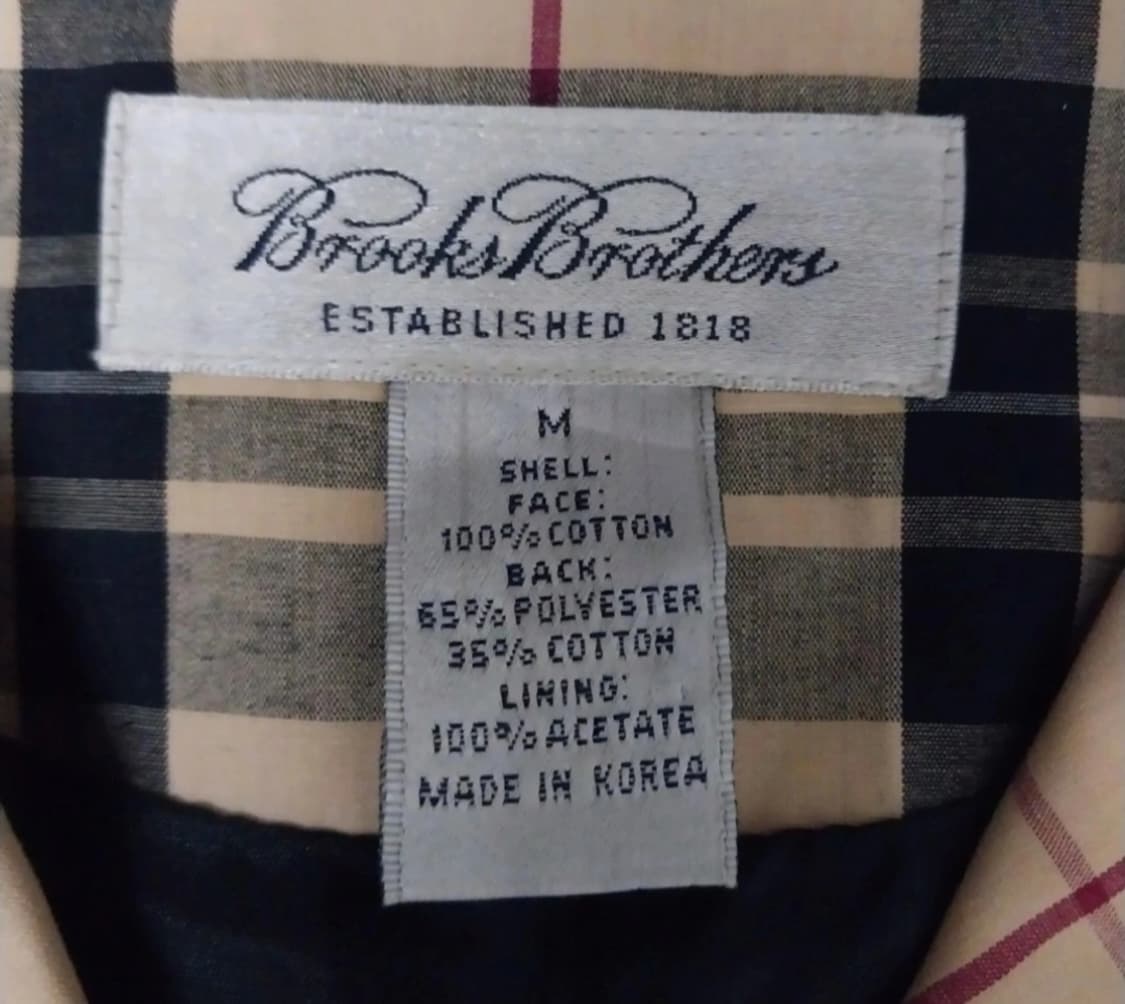 Brooks Brothers
ESTABLISHED 1818
M
SHELL:
FACE:
100% COTTON
BACK:
65% POLYESTER
35% COTTON
LINING:
100% ACETATE
MADE IN KOREA